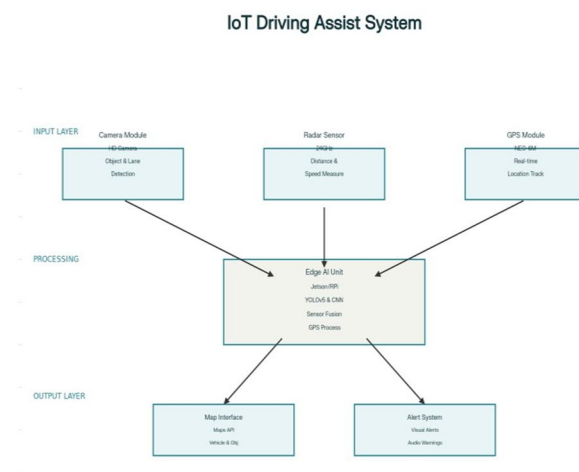 IoT Driving Assist System
INPUT LAYER
Camera Module
HD Camera
Object & Lane
Detection
Radar Sensor
24GHz
Distance &
Speed Measure
GPS Module
NEO-6M
Real-time
Location Track
PROCESSING
Edge AI Unit
Jetson/RPi
YOLOv5 & CNN
Sensor Fusion
GPS Process
OUTPUT LAYER
Map Interface
Maps API
Vehicle & Obj
Alert System
Visual Alerts
Audio Warnings